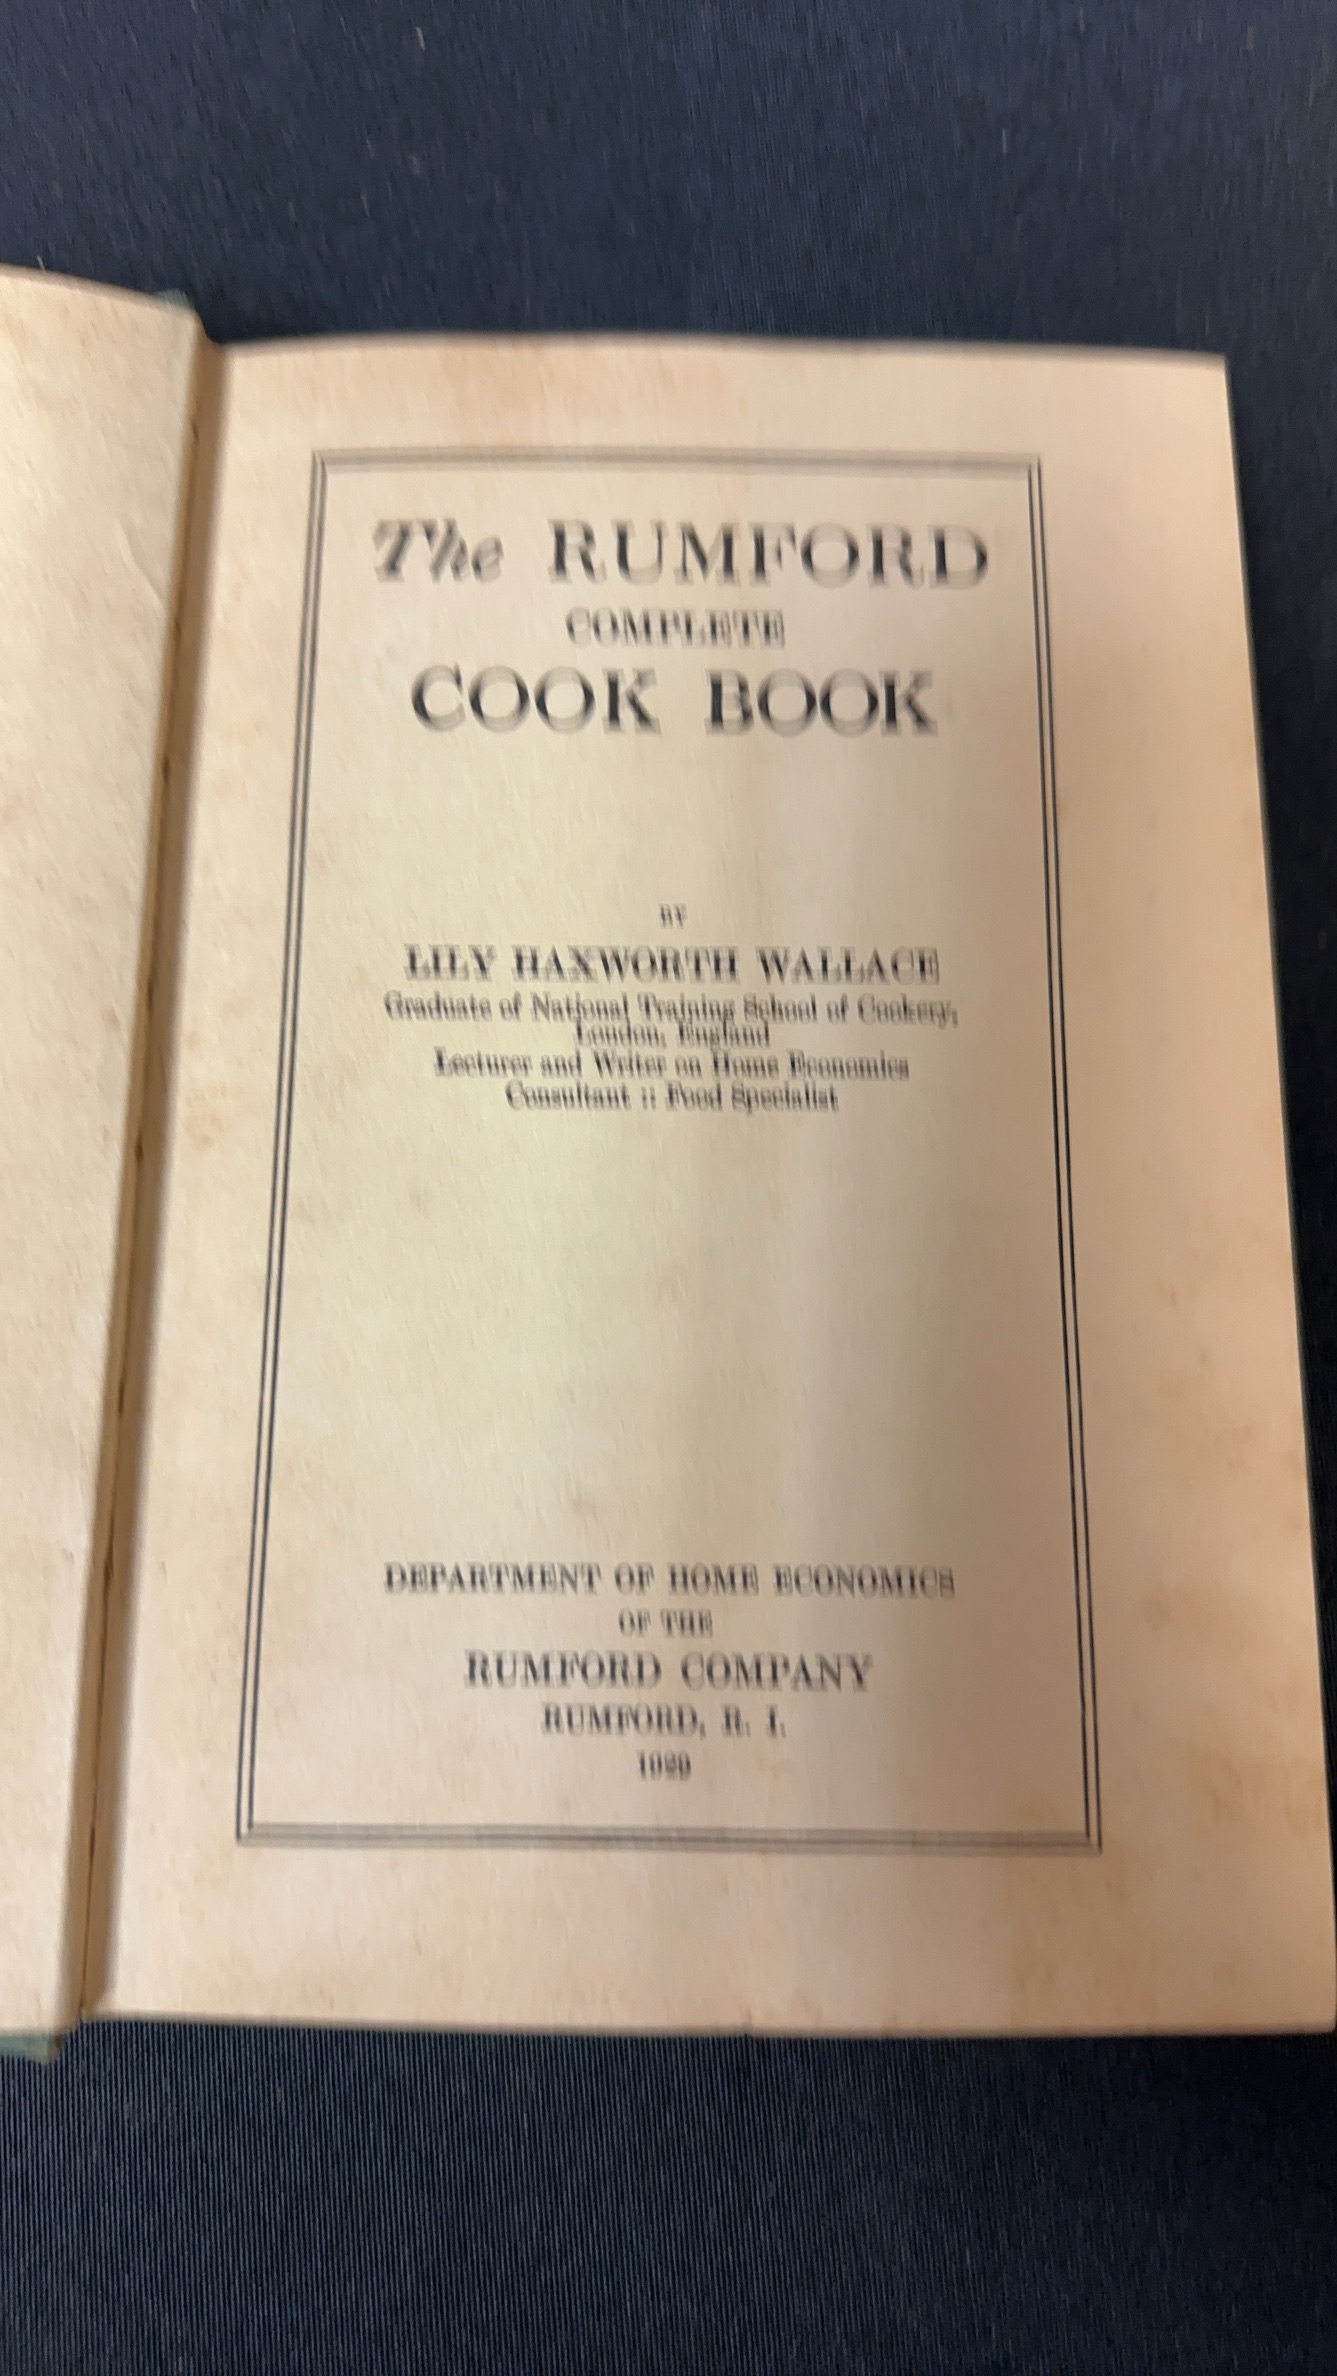 The RUMFORD
COMPLETE
COOK BOOK
BY
LILY HAXWORTH WALLACE
Graduate of National Training School of Cookery,
London, England
Lecturer and Writer on Home Economics
Consultant :: Food Specialist
DEPARTMENT OF HOME ECONOMICS
OF THE
RUMFORD COMPANY
RUMFORD, R. I.
1929